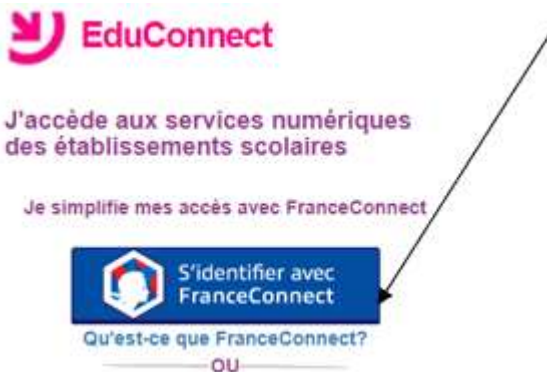 EduConnect
J'accède aux services numériques
des établissements scolaires
Je simplifie mes accès avec FranceConnect
S'identifier avec
FranceConnect
Qu'est-ce que FranceConnect?
OU